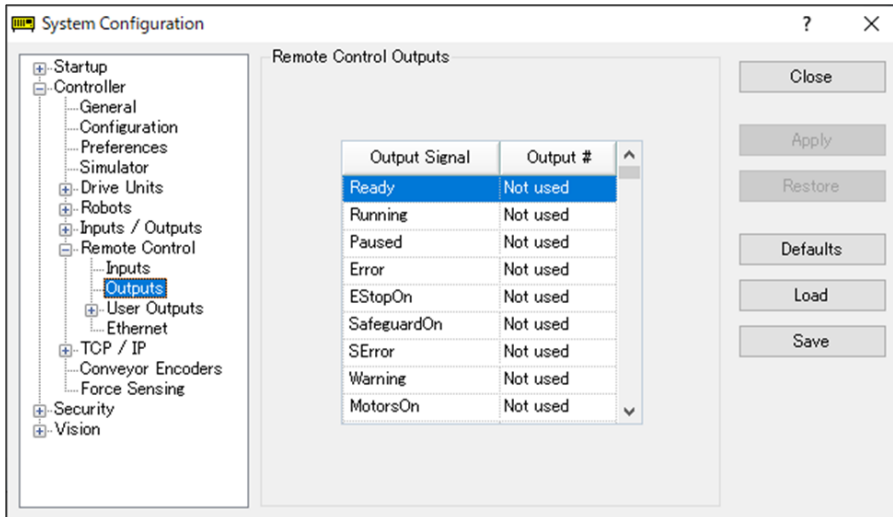 System Configuration
?
Startup
Controller
General
Configuration
Preferences
Simulator
Drive Units
Robots
Inputs / Outputs
Remote Control
Inputs
Outputs
User Outputs
Ethernet
TCP / IP
Conveyor Encoders
Force Sensing
Security
Vision
Remote Control Outputs
Output Signal Output #
Ready Not used
Running Not used
Paused Not used
Error Not used
EStopOn Not used
SafeguardOn Not used
SError Not used
Warning Not used
MotorsOn Not used
Close
Apply
Restore
Defaults
Load
Save